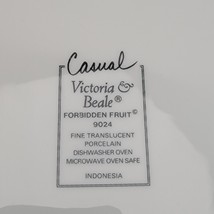 Casual
Victoria &
Beale®
FORBIDDEN FRUIT©
9024
FINE TRANSLUCENT
PORCELAIN
DISHWASHER OVEN
MICROWAVE OVEN SAFE
INDONESIA